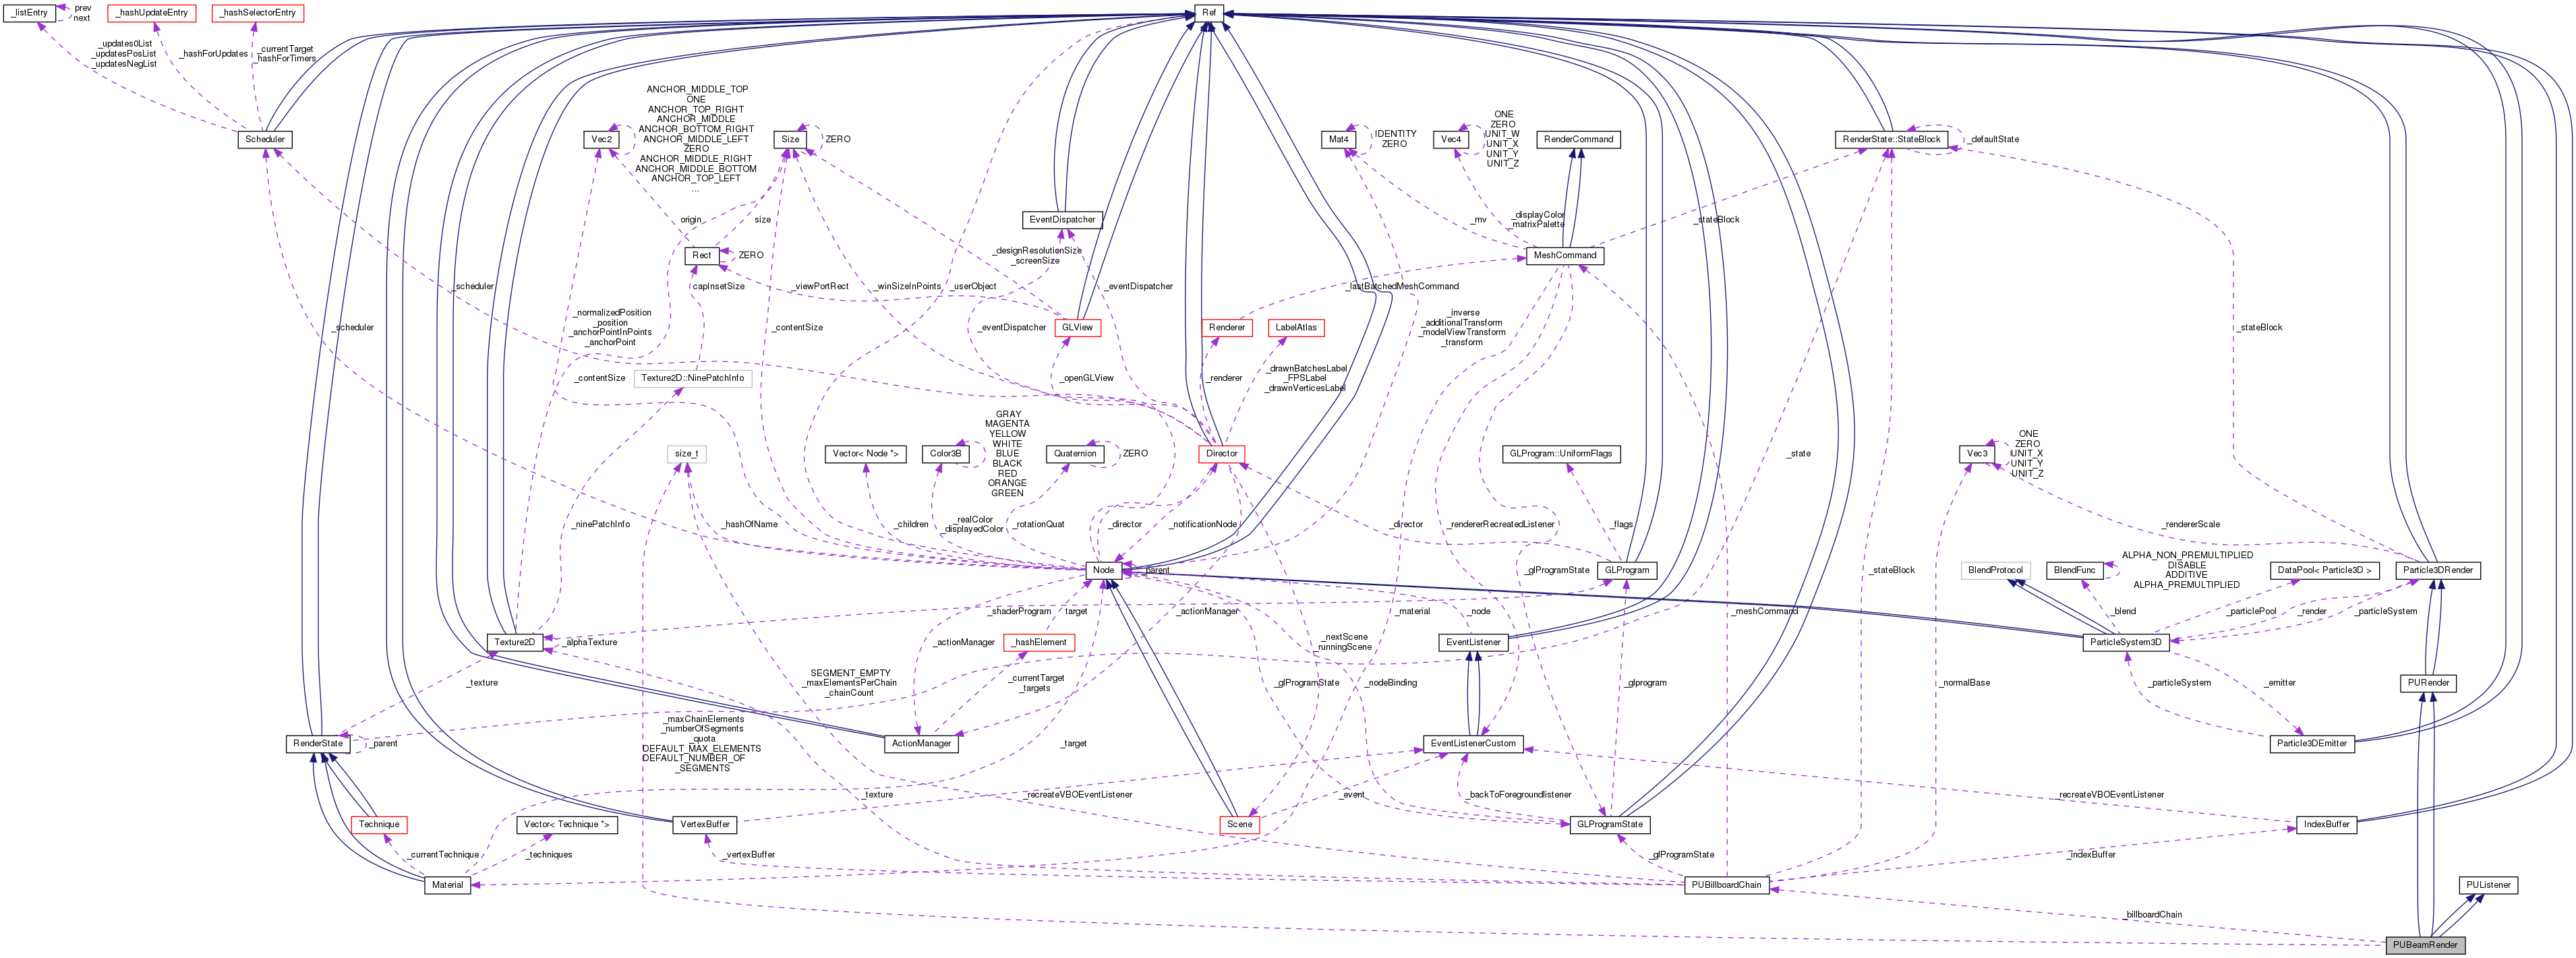 _listEntry
prev
next
_hashUpdateEntry
_hashSelectorEntry
Ref
_updates0List
_updatesPosList
_updatesNegList
_hashForUpdates
_currentTarget
_hashForTimers
ANCHOR_MIDDLE_TOP
ONE
ANCHOR_TOP_RIGHT
ANCHOR_MIDDLE
ANCHOR_BOTTOM_RIGHT
ANCHOR_MIDDLE_LEFT
ZERO
ANCHOR_MIDDLE_RIGHT
ANCHOR_MIDDLE_BOTTOM
ANCHOR_TOP_LEFT
...
Scheduler
Vec2
Size
ZERO
Mat4
IDENTITY
ZERO
Vec4
ONE
ZERO
UNIT_W
UNIT_X
UNIT_Y
UNIT_Z
RenderCommand
RenderState::StateBlock
_defaultState
origin
size
EventDispatcher
_mv
_displayColor
_matrixPalette
_stateBlock
Rect
ZERO
_designResolutionSize
_screenSize
MeshCommand
_scheduler
capInsetSize
_viewPortRect
_winSizeInPoints
_userObject
_eventDispatcher
_lastBatchedMeshCommand
_scheduler
_normalizedPosition
_position
_anchorPointInPoints
_anchorPoint
_contentSize
_eventDispatcher
GLView
Renderer
LabelAtlas
_inverse
_additionalTransform
_modelViewTransform
_transform
_stateBlock
Texture2D::NinePatchInfo
_contentSize
_openGLView
_renderer
_drawnBatchesLabel
_FPSLabel
_drawnVerticesLabel
size_t
Vector< Node *>
Color3B
GRAY
MAGENTA
YELLOW
WHITE
BLUE
BLACK
RED
ORANGE
GREEN
Quaternion
ZERO
Director
GLProgram::UniformFlags
_state
Vec3
ONE
ZERO
UNIT_X
UNIT_Y
UNIT_Z
_ninePatchInfo
_hashOfName
_children
_realColor
_displayedColor
_rotationQuat
_director
_notificationNode
_rendererRecreatedListener
_director
_flags
_rendererScale
Node
_parent
_glProgramState
GLProgram
_stateBlock
BlendProtocol
BlendFunc
ALPHA_NON_PREMULTIPLIED
DISABLE
ADDITIVE
ALPHA_PREMULTIPLIED
DataPool< Particle3D >
Particle3DRender
_shaderProgram
target
_actionManager
_material
_node
_meshCommand
_blend
_particlePool
_render
_particleSystem
Texture2D
_alphaTexture
_actionManager
_hashElement
_nextScene
_runningScene
EventListener
ParticleSystem3D
_texture
SEGMENT_EMPTY
_maxElementsPerChain
_chainCount
_currentTarget
_targets
_glProgramState
_nodeBinding
_glprogram
_normalBase
_particleSystem
_emitter
PURender
RenderState
_parent
_maxChainElements
_numberOfSegments
_quota
DEFAULT_MAX_ELEMENTS
DEFAULT_NUMBER_OF
_SEGMENTS
ActionManager
_target
EventListenerCustom
Particle3DEmitter
_texture
_recreateVBOEventListener
_event
_backToForegroundlistener
_recreateVBOEventListener
Technique
Vector< Technique *>
VertexBuffer
Scene
GLProgramState
IndexBuffer
_currentTechnique
_techniques
_vertexBuffer
_glProgramState
_indexBuffer
Material
PUBillboardChain
PUListener
_billboardChain
PUBeamRender